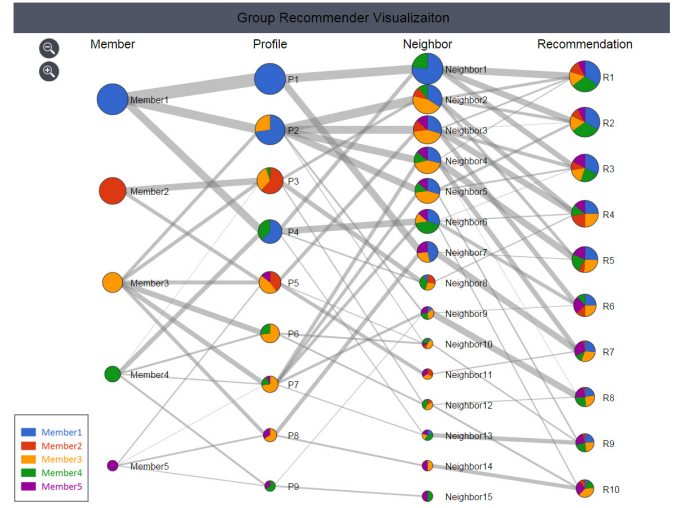 Group Recommender Visualizaiton
Member Profile Neighbor Recommendation
Member1
Member2
Member3
Member4
Member5
P1
P2
P3
P4
P5
P6
P7
P8
P9
Neighbor1
Neighbor2
Neighbor3
Neighbor4
Neighbor5
Neighbor6
Neighbor7
Neighbor8
Neighbor9
Neighbor10
Neighbor11
Neighbor12
Neighbor13
Neighbor14
Neighbor15
R1
R2
R3
R4
R5
R6
R7
R8
R9
R10
Member1
Member2
Member3
Member4
Member5